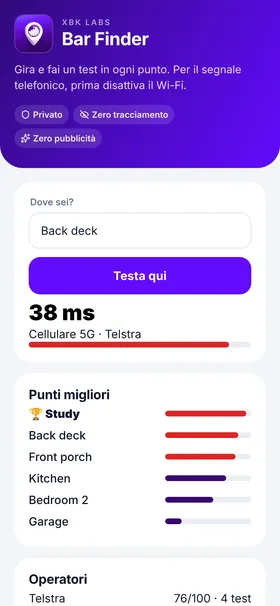 XBK LABS
Bar Finder
Gira e fai un test in ogni punto. Per il segnale
telefonico, prima disattiva il Wi-Fi.
Privato
Zero tracciamento
Zero pubblicità
Dove sei?
Back deck
Testa qui
38 ms
Cellulare 5G · Telstra
Punti migliori
🏆 Study
Back deck
Front porch
Kitchen
Bedroom 2
Garage
Operatori
Telstra 76/100 · 4 test